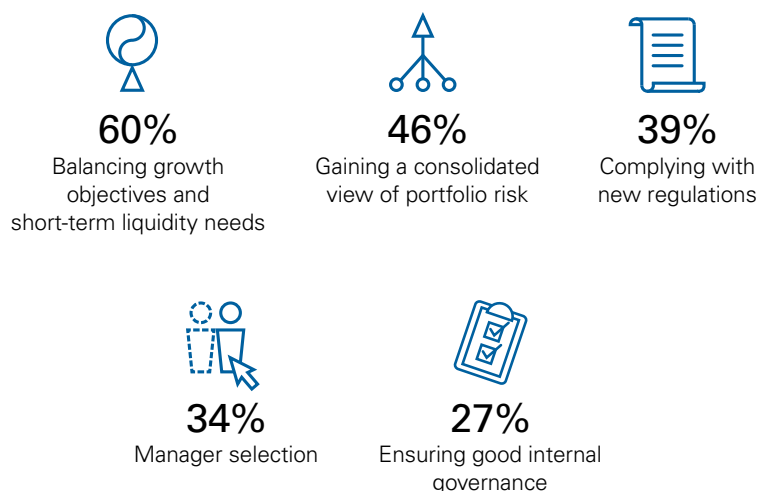 60%
Balancing growth
objectives and
short-term liquidity needs
46%
Gaining a consolidated
view of portfolio risk
39%
Complying with
new regulations
34%
Manager selection
27%
Ensuring good internal
governance